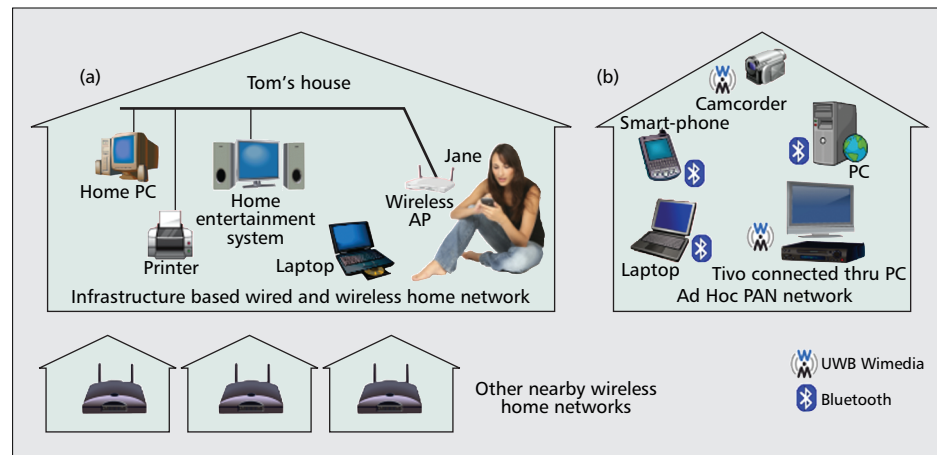 (a)
Tom's house
Home PC
Printer
Home
entertainment
system
Laptop
Wireless
AP
Jane
Infrastructure based wired and wireless home network
(b)
Camcorder
Smart-phone
PC
Laptop
Tivo connected thru PC
Ad Hoc PAN network
Other nearby wireless
home networks
UWB Wimedia
Bluetooth